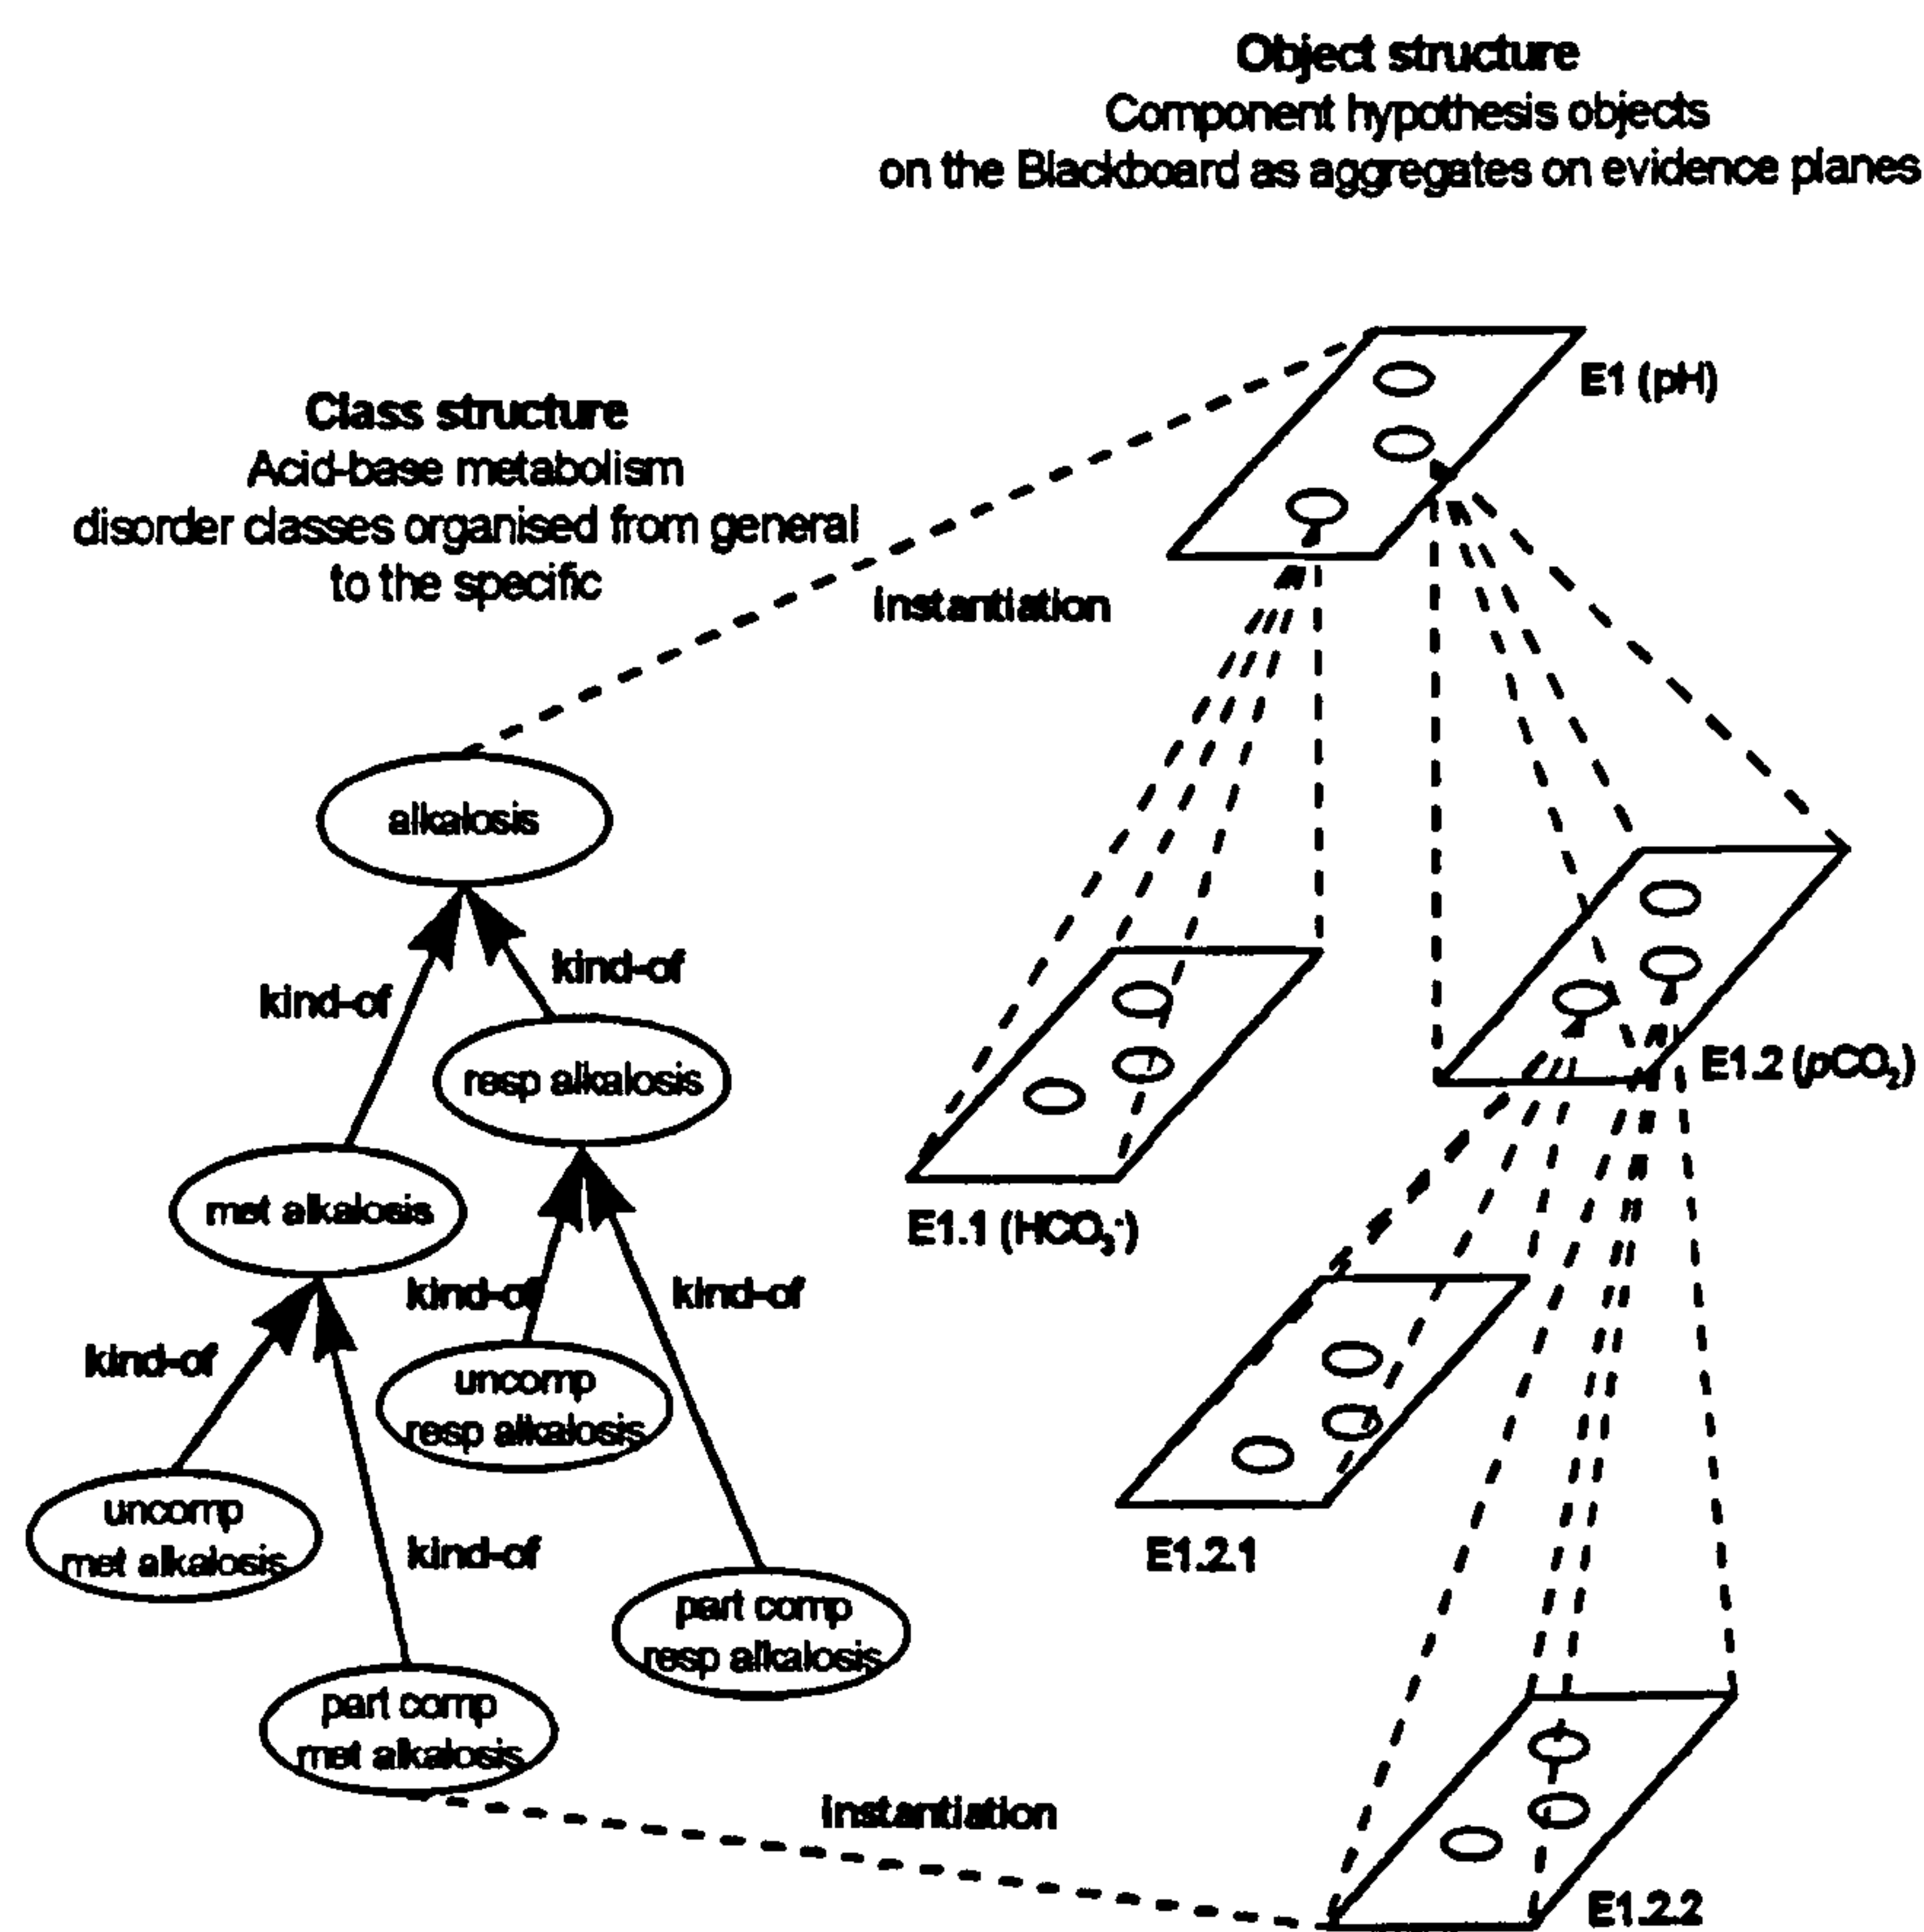 Object structure
Component hypothesis objects
on the Blackboard as aggregates on evidence planes
E1 (pH)
Class structure
Acid-base metabolism
disorder classes organised from general
to the specific
Instantiation
alkalosis
kind-of
kind-of
resp alkalosis
E1.2 (pCO₂)
met alkalosis
E1.1 (HCO₃⁻)
kind-of
kind-of
kind-of
uncomp
resp alkalosis
uncomp
met alkalosis
kind-of
E1.2.1
part comp
resp alkalosis
part comp
met alkalosis
Instantiation
E1.2.2